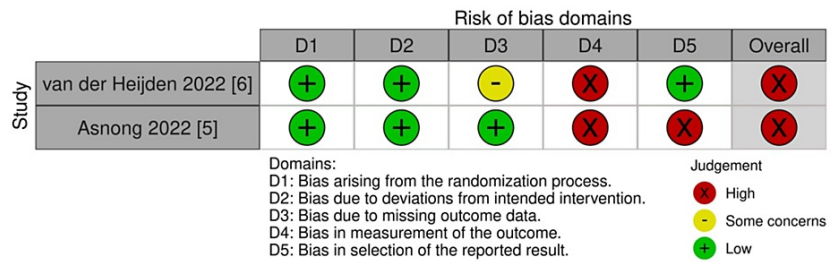 Risk of bias domains
D1 D2 D3 D4 D5 Overall
Study
van der Heijden 2022 [6] + + - X + X
Asnong 2022 [5] + + + X X X
Domains:
D1: Bias arising from the randomization process.
D2: Bias due to deviations from intended intervention.
D3: Bias due to missing outcome data.
D4: Bias in measurement of the outcome.
D5: Bias in selection of the reported result.
Judgement
X High
- Some concerns
+ Low